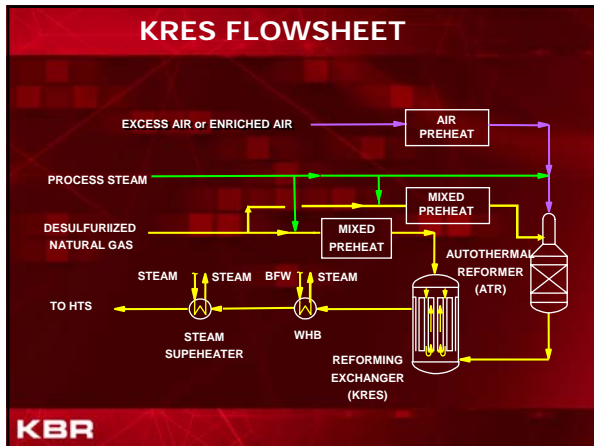 KRES FLOWSHEET
EXCESS AIR or ENRICHED AIR
AIR
PREHEAT
PROCESS STEAM
MIXED
PREHEAT
DESULFURIIZED
NATURAL GAS
MIXED
PREHEAT
AUTOTHERMAL
REFORMER
(ATR)
STEAM
STEAM
BFW
STEAM
TO HTS
STEAM
SUPEHEATER
WHB
REFORMING
EXCHANGER
(KRES)
KBR